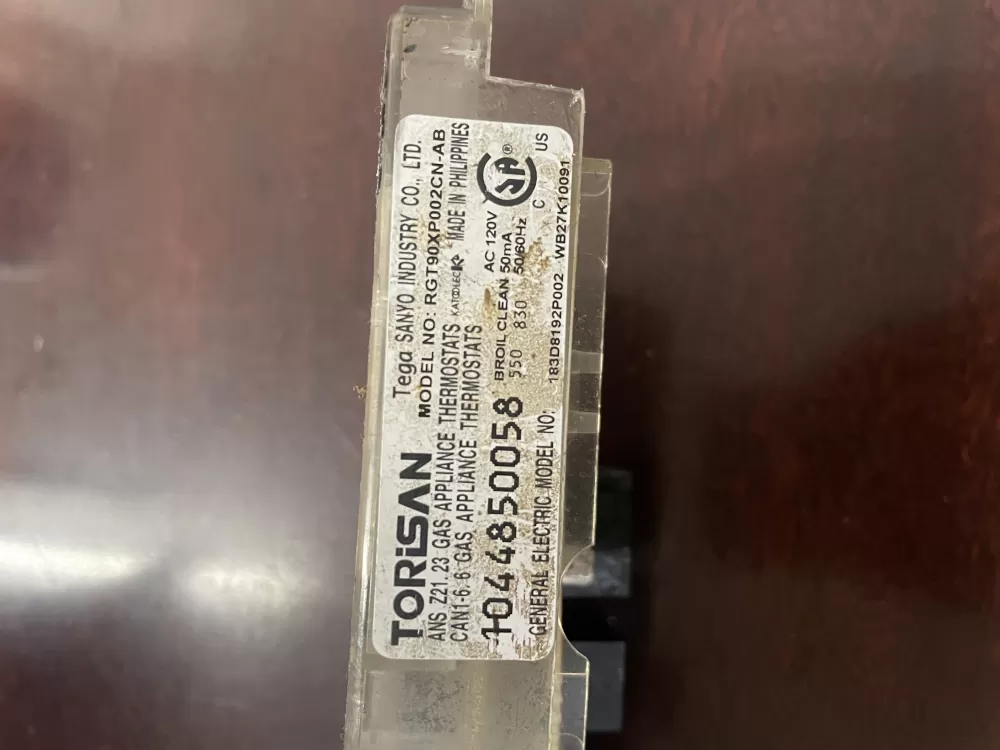 TORiSAN Tega SANYO INDUSTRY CO., LTD.
MODEL NO: RGT90XP002CN-AB
ANS Z21.23 GAS APPLIANCE THERMOSTATS
CAN1-6.6 GAS APPLIANCE THERMOSTATS
K MADE IN PHILIPPINES
1044850058
BROIL CLEAN
550 830
AC 120V
50mA
50/60Hz
SA ®
C US
GENERAL ELECTRIC MODEL NO:
183D8192P002 WB27K10091